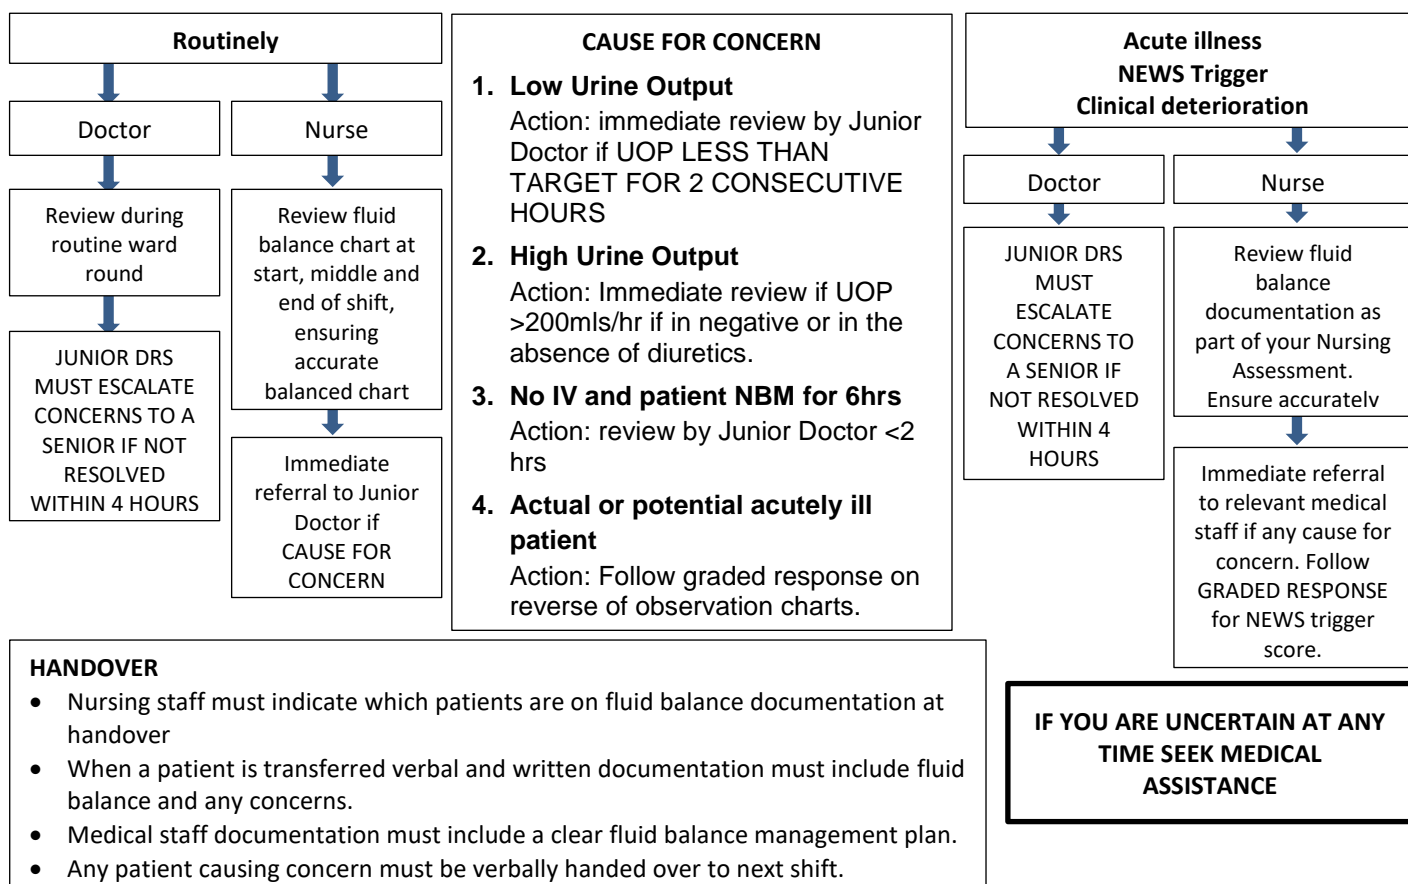 Routinely
Doctor
Nurse
Review during
routine ward
round
Review fluid
balance chart at
start, middle and
end of shift,
ensuring
accurate
balanced chart
JUNIOR DRS
MUST ESCALATE
CONCERNS TO A
SENIOR IF NOT
RESOLVED
WITHIN 4 HOURS
Immediate
referral to Junior
Doctor if
CAUSE FOR
CONCERN
CAUSE FOR CONCERN
1. Low Urine Output
Action: immediate review by Junior
Doctor if UOP LESS THAN
TARGET FOR 2 CONSECUTIVE
HOURS
2. High Urine Output
Action: Immediate review if UOP
>200mls/hr if in negative or in the
absence of diuretics.
3. No IV and patient NBM for 6hrs
Action: review by Junior Doctor <2
hrs
4. Actual or potential acutely ill
patient
Action: Follow graded response on
reverse of observation charts.
Acute illness
NEWS Trigger
Clinical deterioration
Doctor
Nurse
JUNIOR DRS
MUST
ESCALATE
CONCERNS TO
A SENIOR IF
NOT RESOLVED
WITHIN 4
HOURS
Review fluid
balance
documentation as
part of your Nursing
Assessment.
Ensure accurately
Immediate referral
to relevant medical
staff if any cause for
concern. Follow
GRADED RESPONSE
for NEWS trigger
score.
HANDOVER
• Nursing staff must indicate which patients are on fluid balance documentation at
handover
• When a patient is transferred verbal and written documentation must include fluid
balance and any concerns.
• Medical staff documentation must include a clear fluid balance management plan.
• Any patient causing concern must be verbally handed over to next shift.
IF YOU ARE UNCERTAIN AT ANY
TIME SEEK MEDICAL
ASSISTANCE